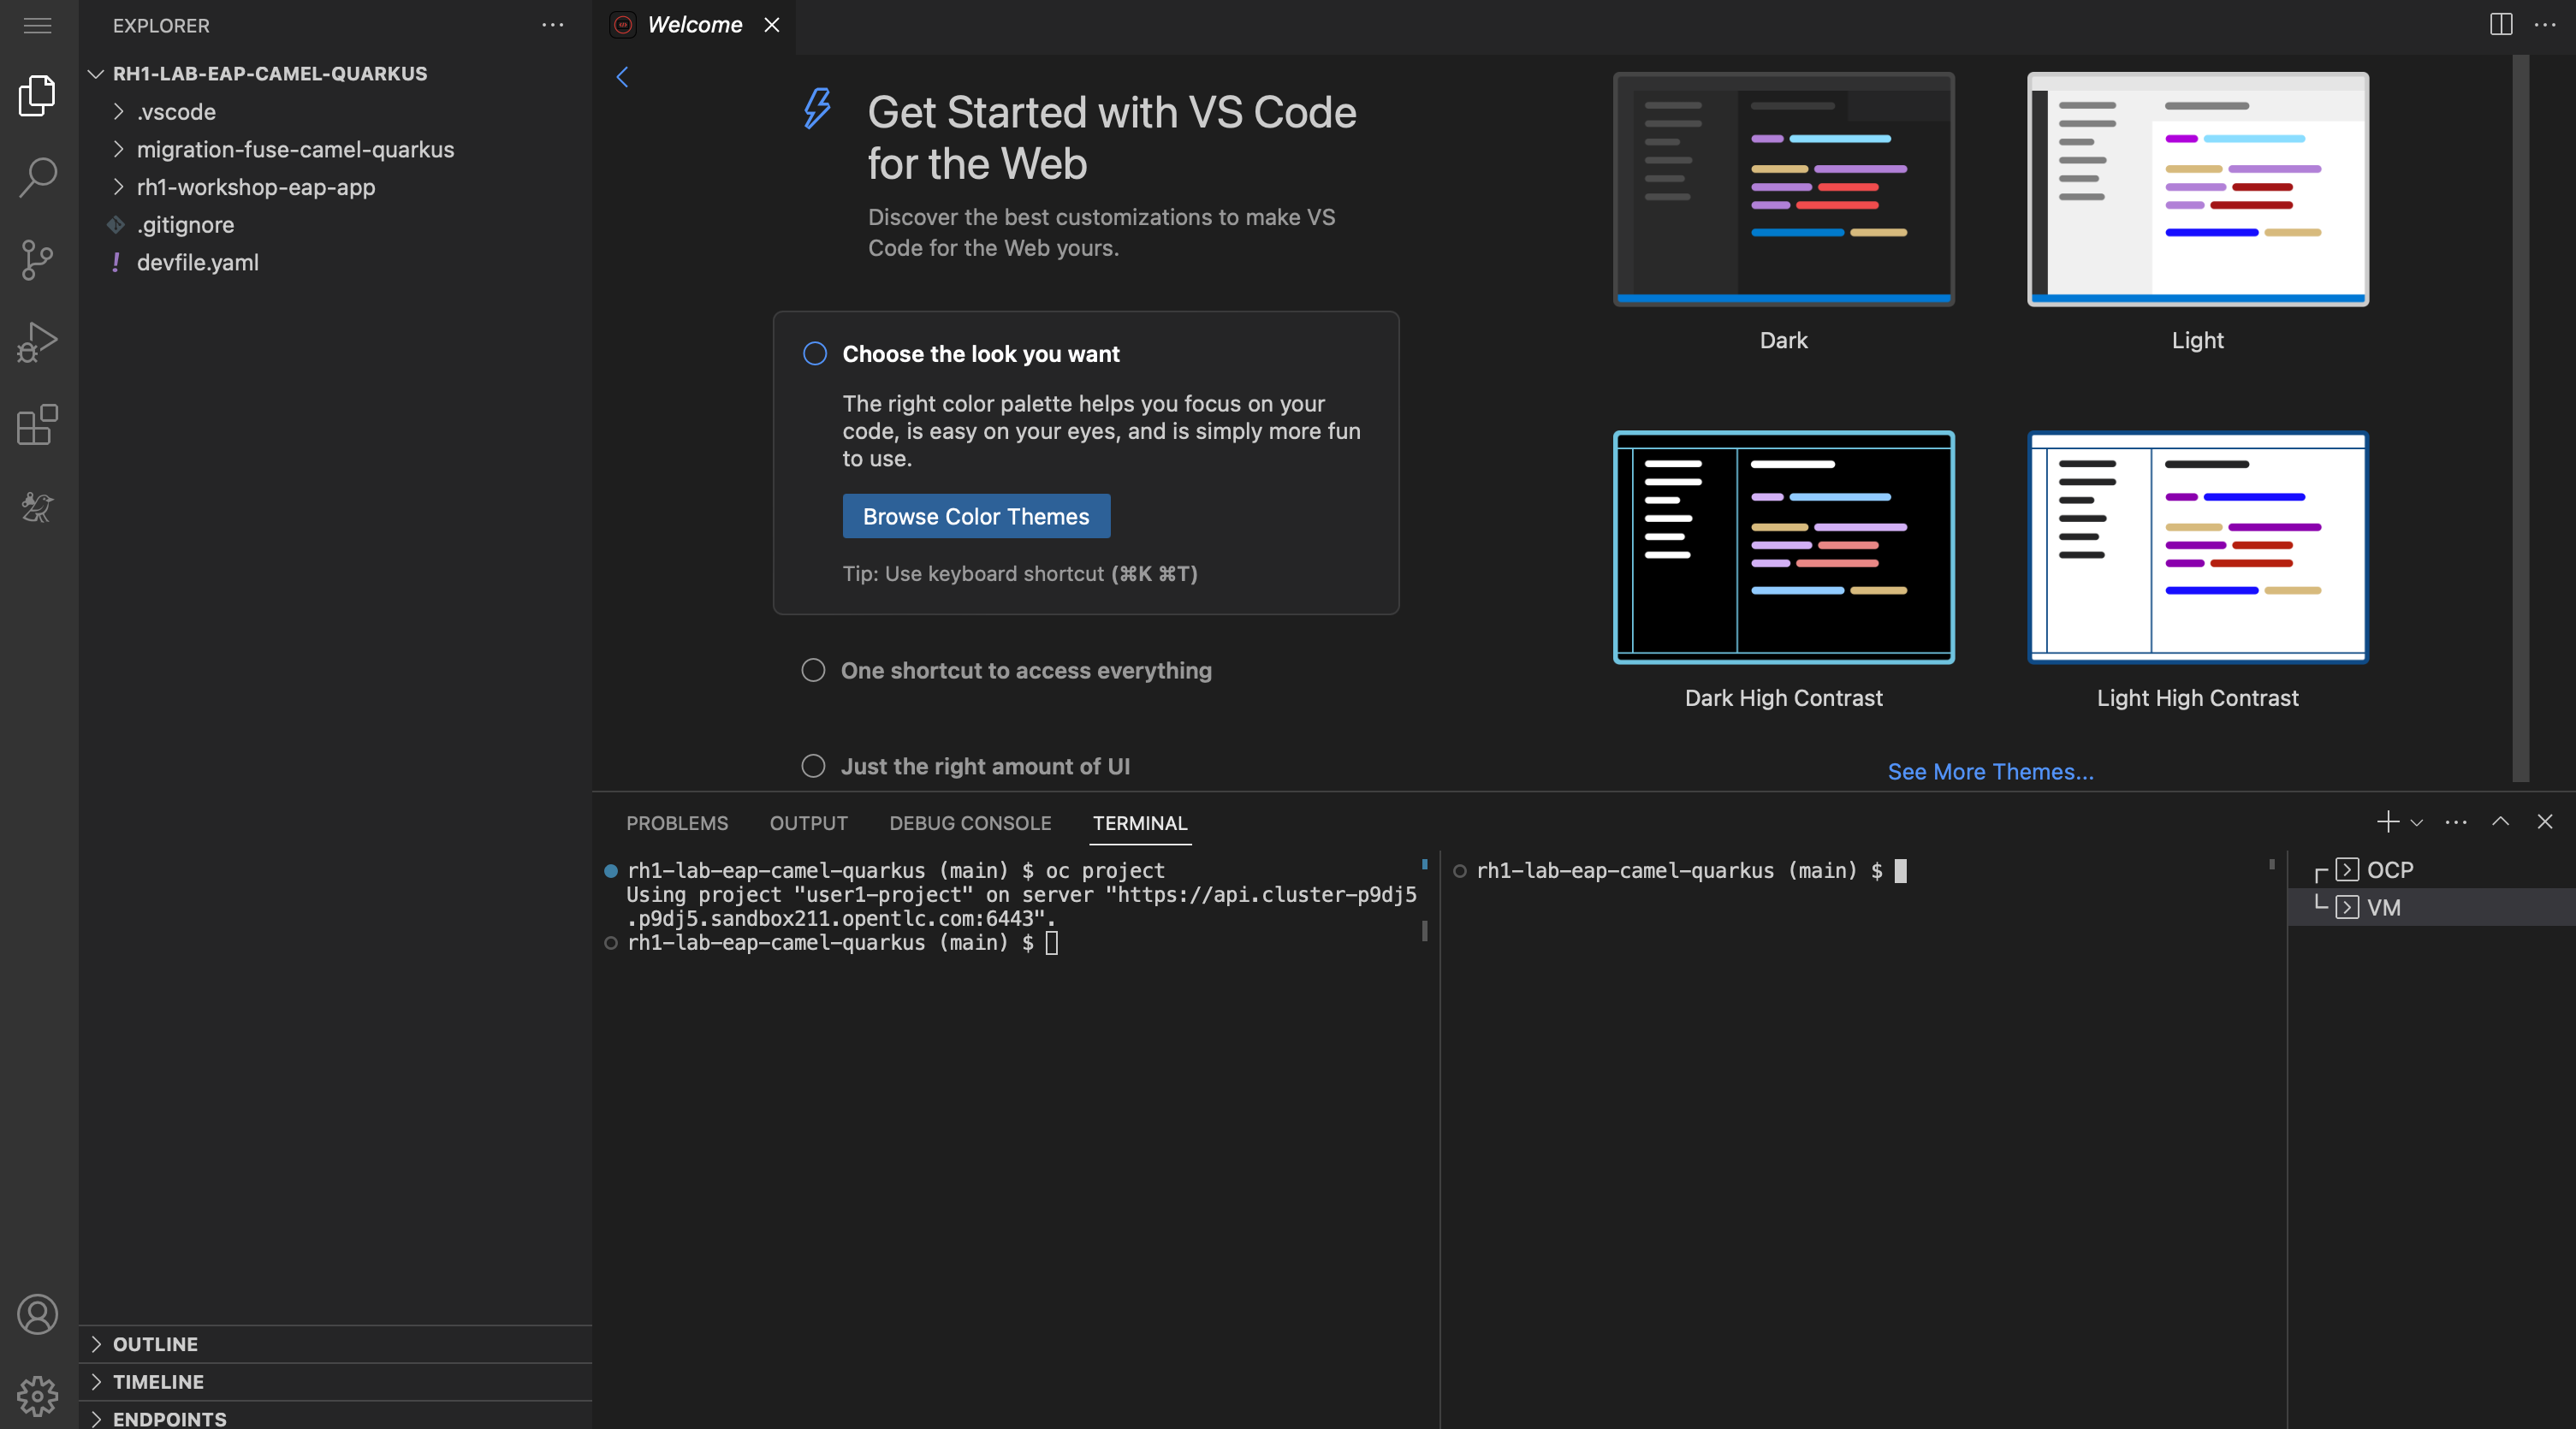 EXPLORER
RH1-LAB-EAP-CAMEL-QUARKUS
.vscode
migration-fuse-camel-quarkus
rh1-workshop-eap-app
.gitignore
! devfile.yaml
OUTLINE
TIMELINE
ENDPOINTS
Welcome
Get Started with VS Code
for the Web
Discover the best customizations to make VS
Code for the Web yours.
Choose the look you want
The right color palette helps you focus on your
code, is easy on your eyes, and is simply more fun
to use.
Browse Color Themes
Tip: Use keyboard shortcut (⌘K ⌘T)
One shortcut to access everything
Just the right amount of UI
Dark
Light
Dark High Contrast
Light High Contrast
See More Themes...
PROBLEMS
OUTPUT
DEBUG CONSOLE
TERMINAL
rh1-lab-eap-camel-quarkus (main) $ oc project
Using project "user1-project" on server "https://api.cluster-p9dj5
.p9dj5.sandbox211.opentlc.com:6443".
rh1-lab-eap-camel-quarkus (main) $
rh1-lab-eap-camel-quarkus (main) $
OCP
VM